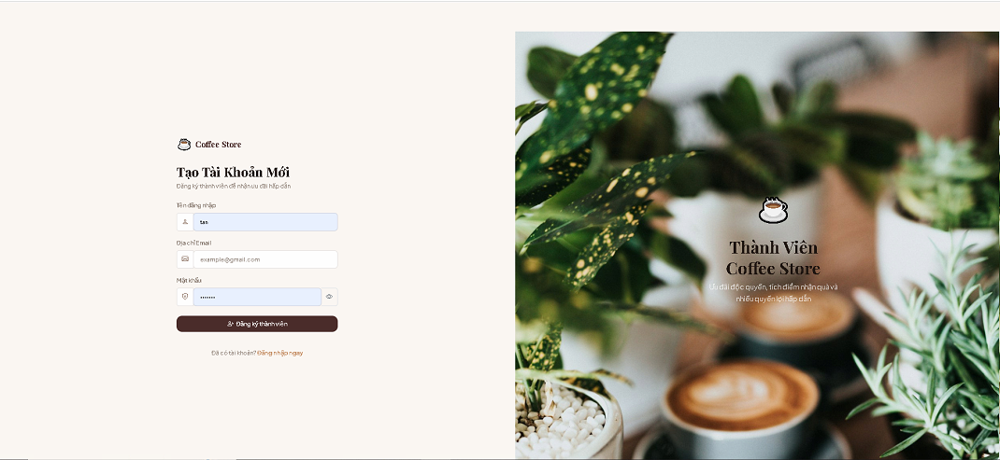 Coffee Store
Tạo Tài Khoản Mới
Đăng ký thành viên để nhận ưu đãi hấp dẫn
Tên đăng nhập
tan
Địa chỉ Email
example@gmail.com
Mật khẩu
•••••••
Đăng ký thành viên
Đã có tài khoản? Đăng nhập ngay
Thành Viên
Coffee Store
Ưu đãi độc quyền, tích điểm nhận quà và
nhiều quyền lợi hấp dẫn